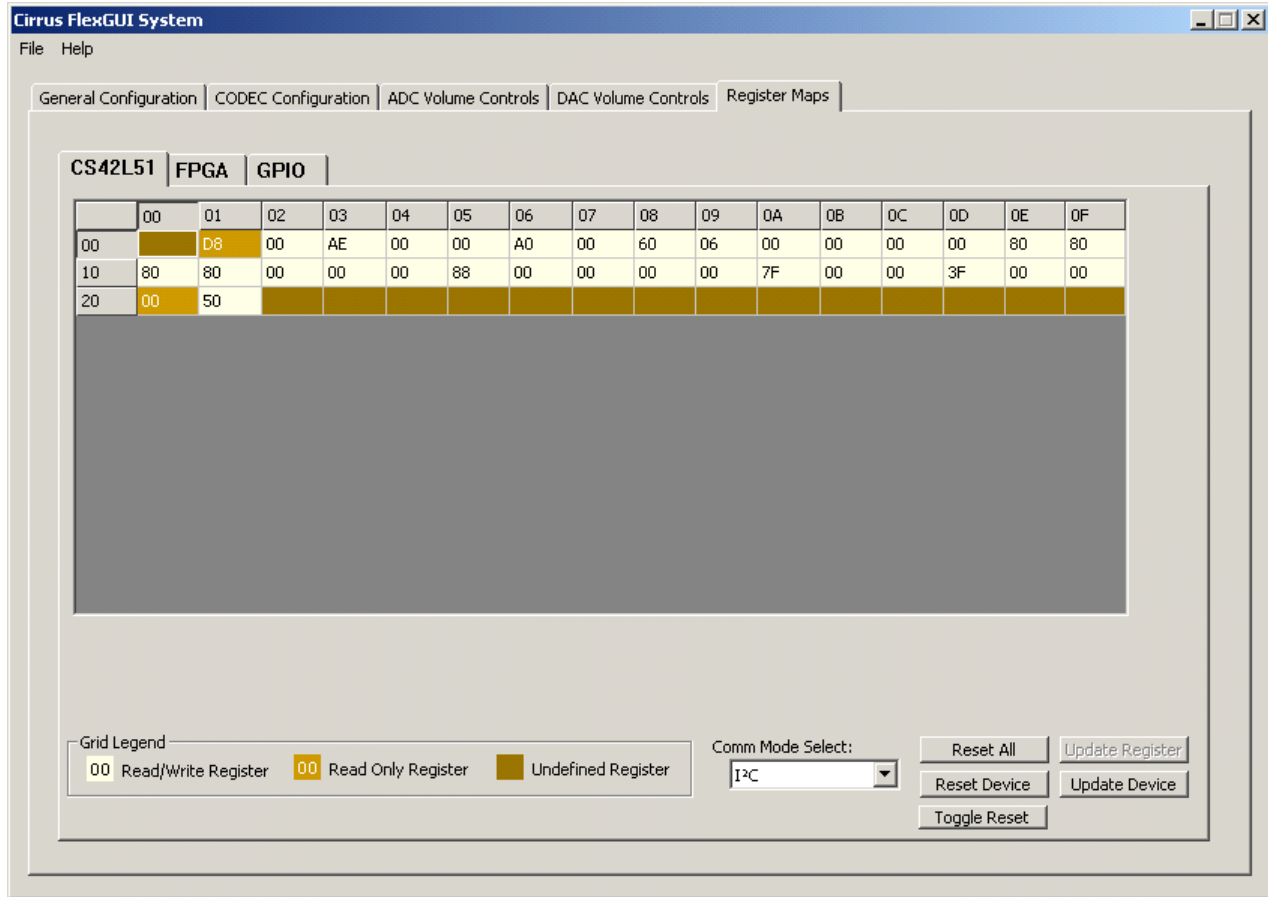 Cirrus FlexGUI System
File Help
General Configuration CODEC Configuration ADC Volume Controls DAC Volume Controls Register Maps
CS42L51 FPGA GPIO
00 01 02 03 04 05 06 07 08 09 0A 0B 0C 0D 0E 0F
00 D8 00 AE 00 00 A0 00 60 06 00 00 00 00 80 80
10 80 80 00 00 00 88 00 00 00 00 7F 00 00 3F 00 00
20 00 50
Grid Legend
00 Read/Write Register 00 Read Only Register Undefined Register
Comm Mode Select:
I²C
Reset All Update Register
Reset Device Update Device
Toggle Reset